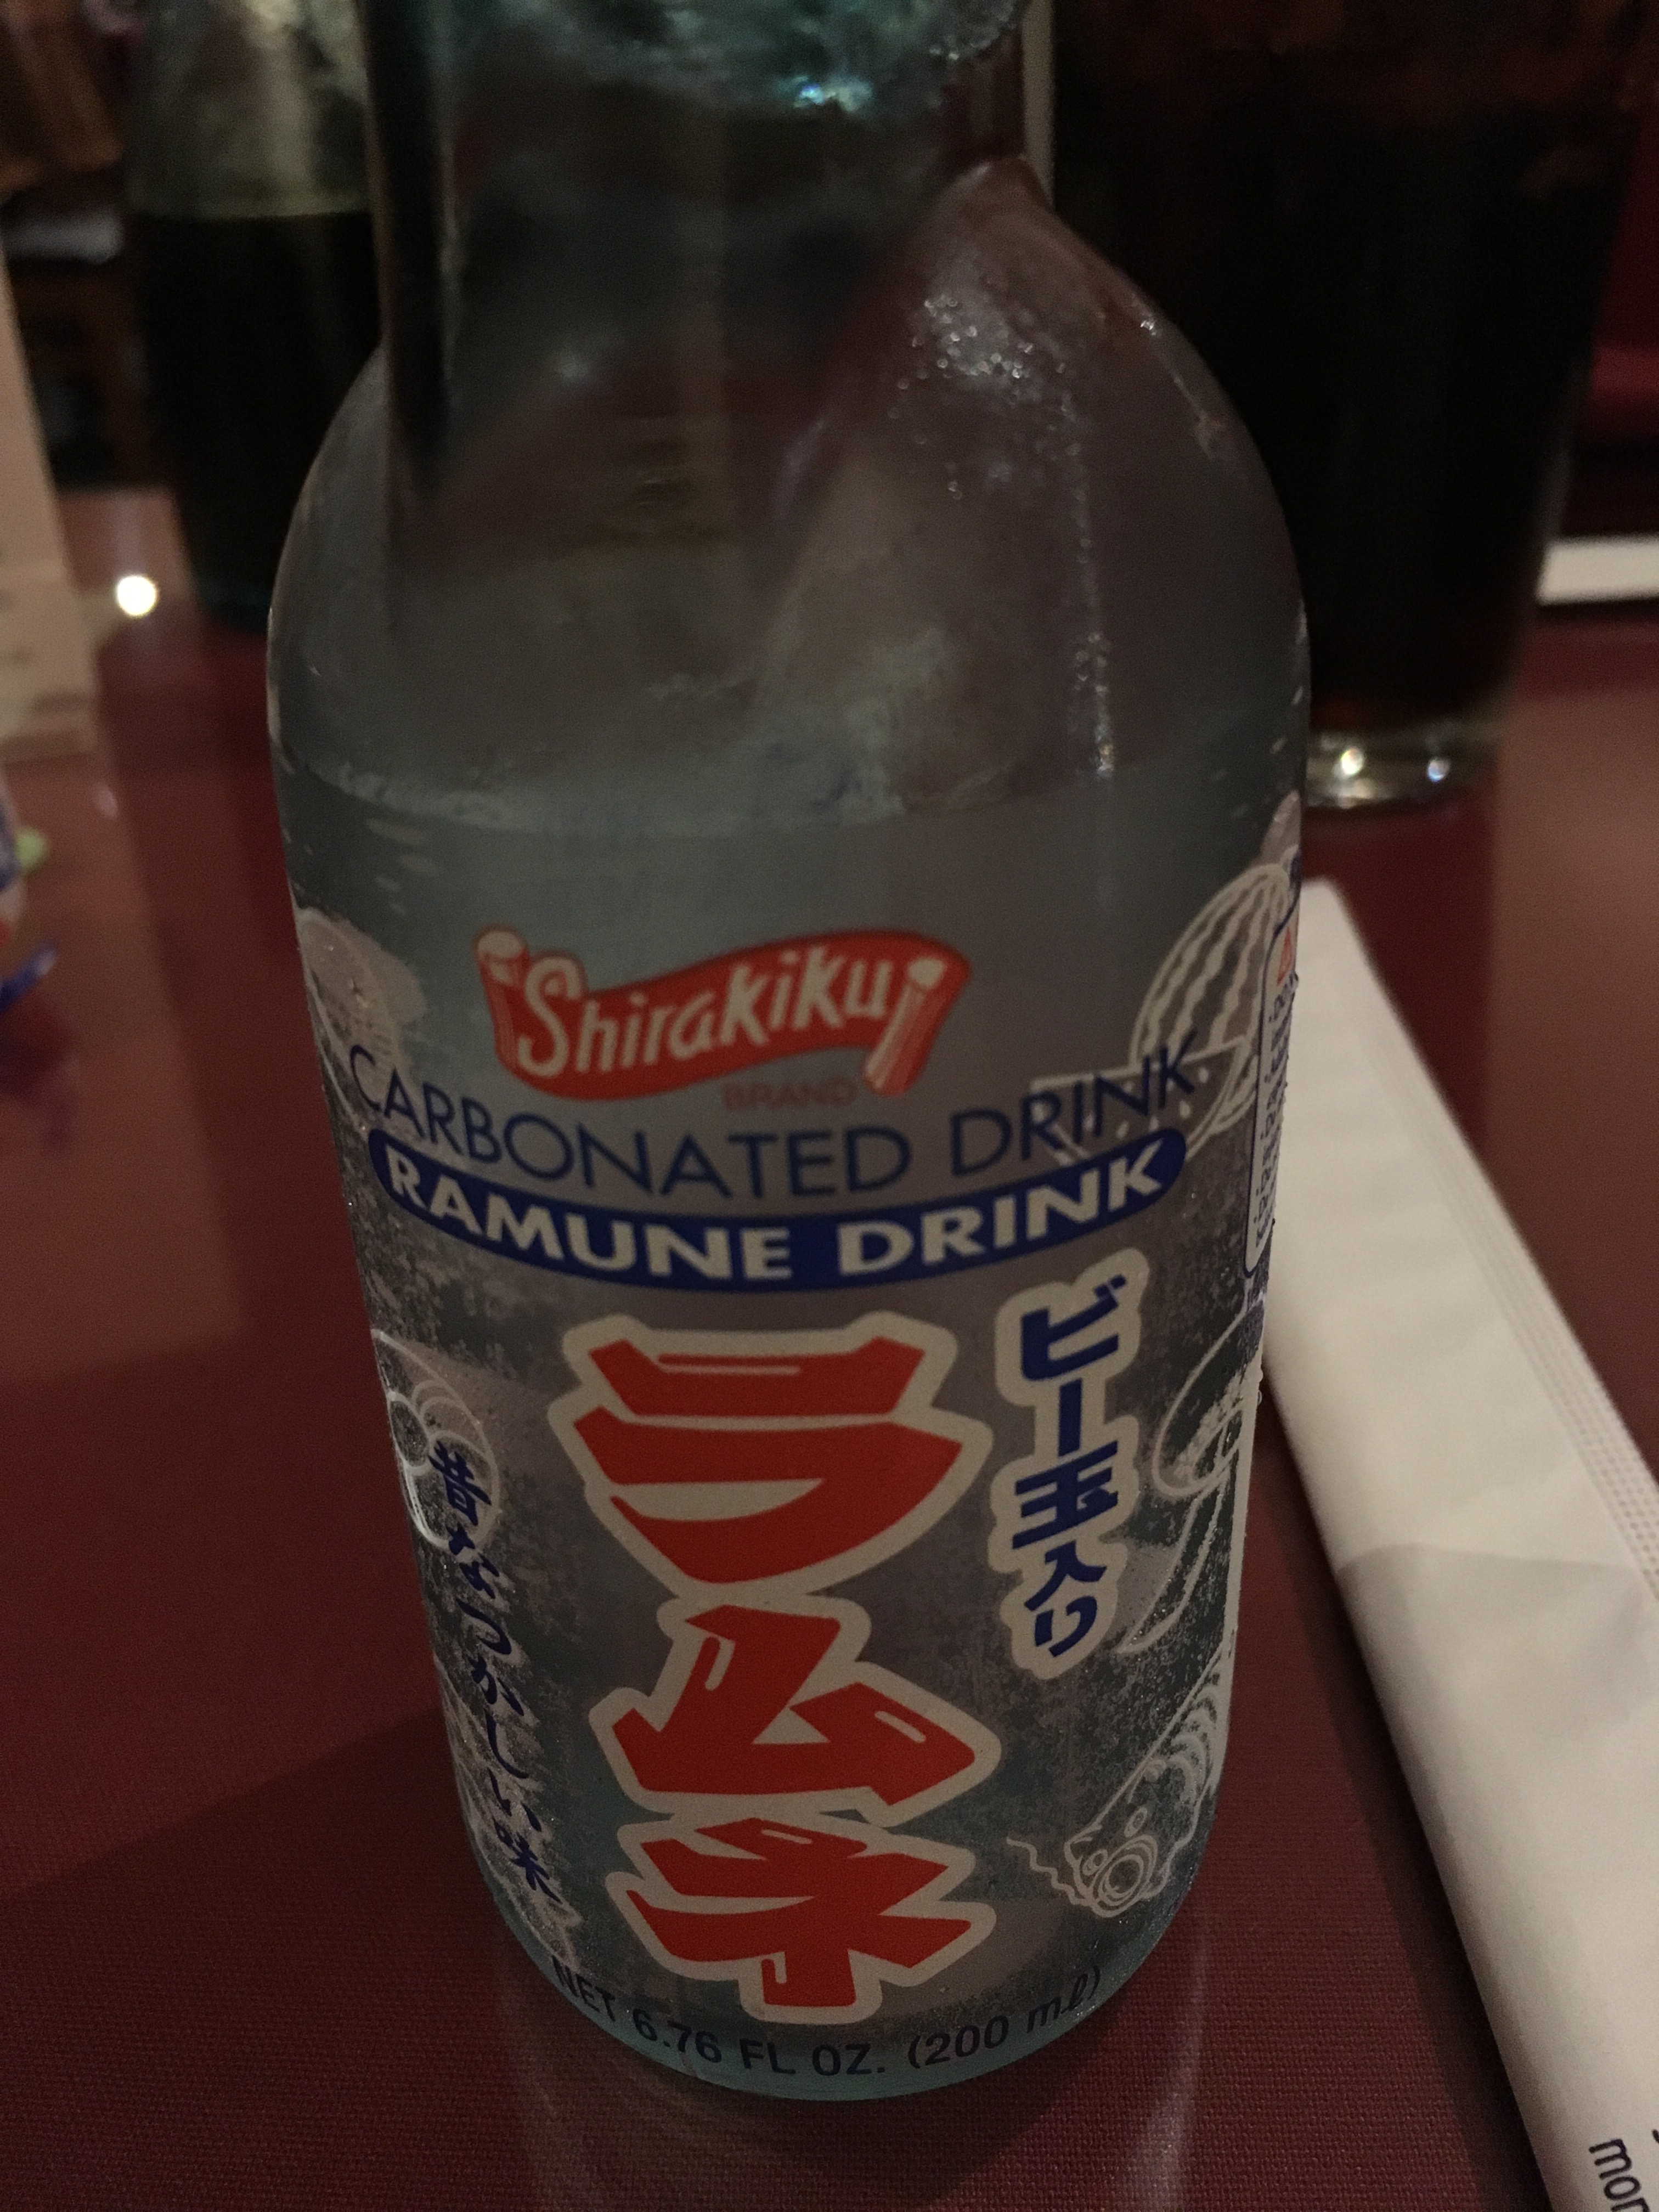 Shirakiku
BRAND
CARBONATED DRINK
RAMUNE DRINK
ビー玉入り
ラムネ
昔なつかしい味
NET 6.76 FL OZ. (200 ml)